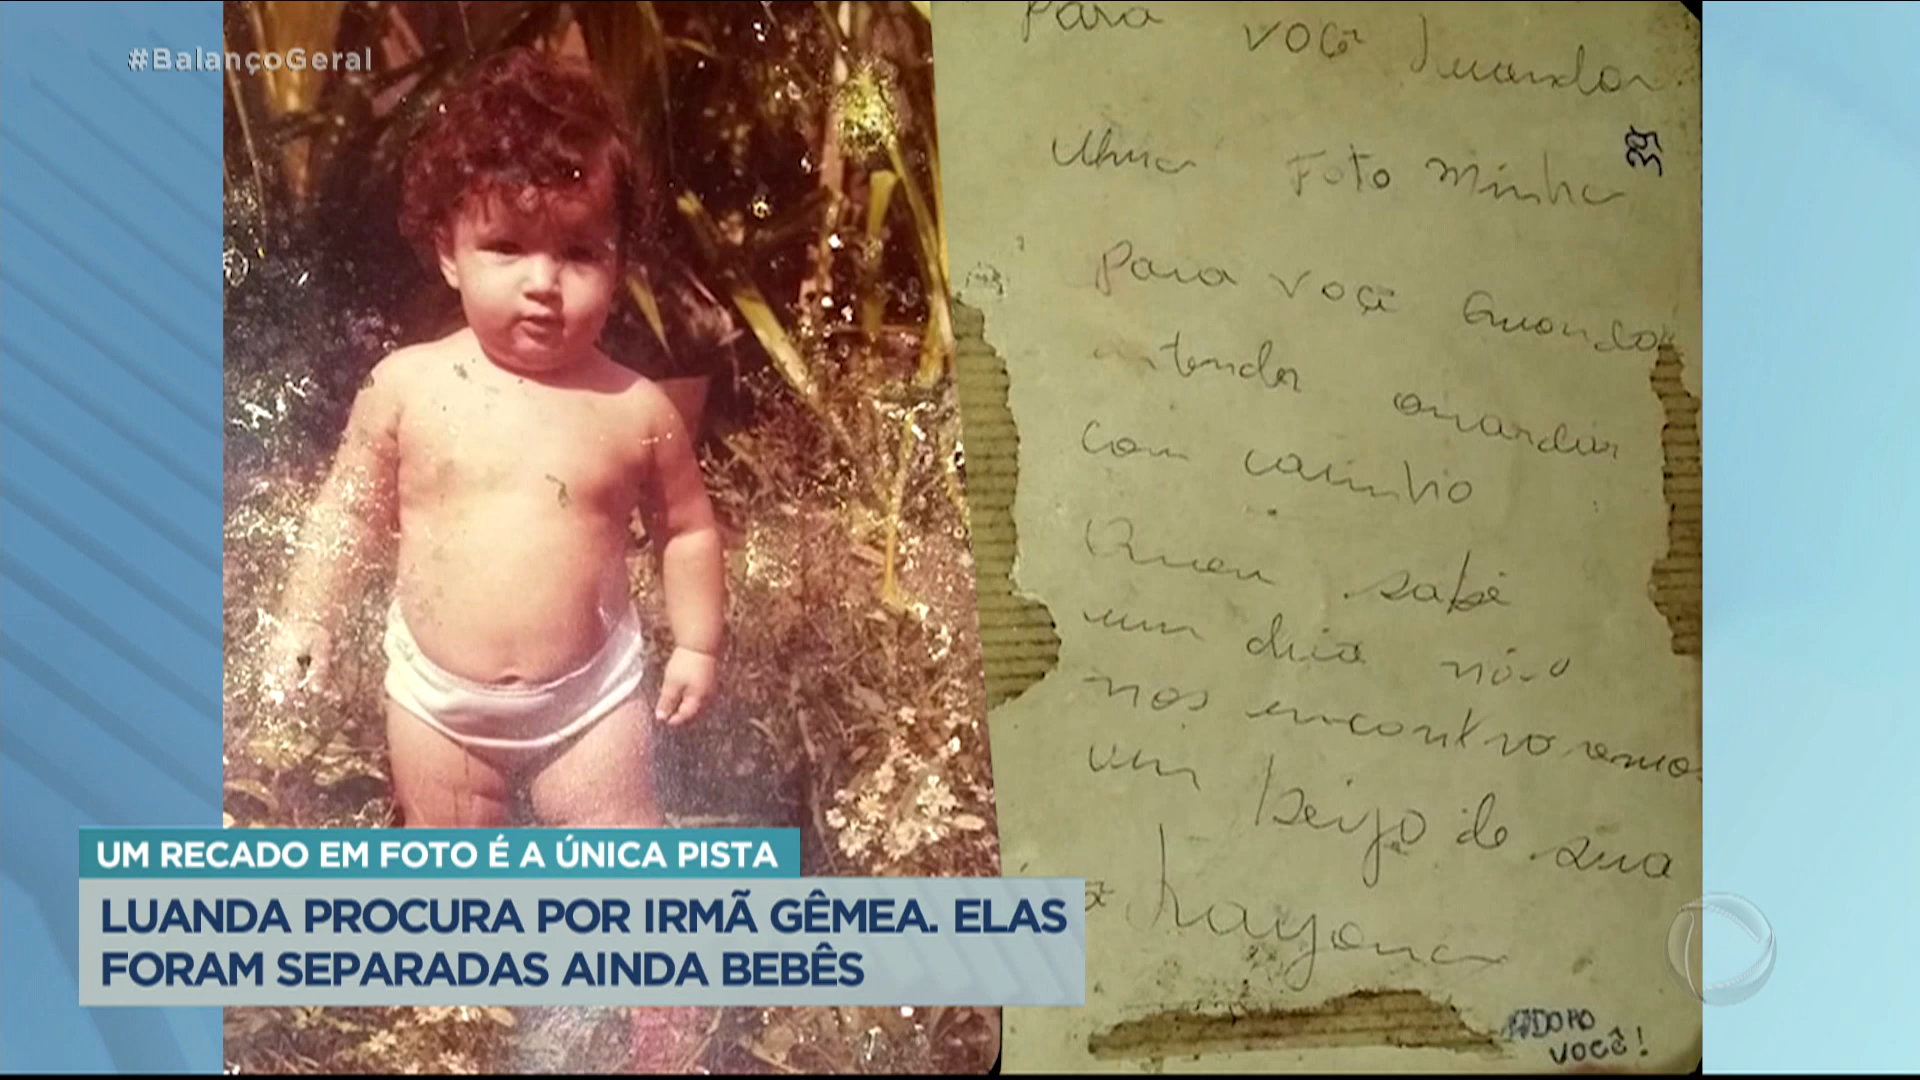 #BalançoGeral
Para você Luanda
Uma Foto minha
Para você Quando
entender guardar
com carinho
Quem sabe
um dia nós
nos encontraremos
um beijo de sua
Nayana
ADORO
VOCÊ!
UM RECADO EM FOTO É A ÚNICA PISTA
LUANDA PROCURA POR IRMÃ GÊMEA. ELAS
FORAM SEPARADAS AINDA BEBÊS